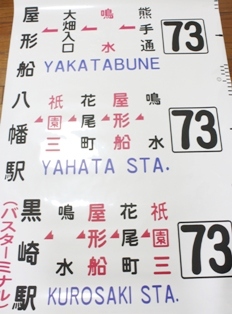 屋形船
大畑入口
鳴水
熊手通
73
YAKATABUNE
八幡駅
祇園三
花尾町
屋形船
鳴水
73
YAHATA STA.
黒崎駅
(バスターミナル)
鳴水
屋形船
花尾町
祇園三
73
KUROSAKI STA.